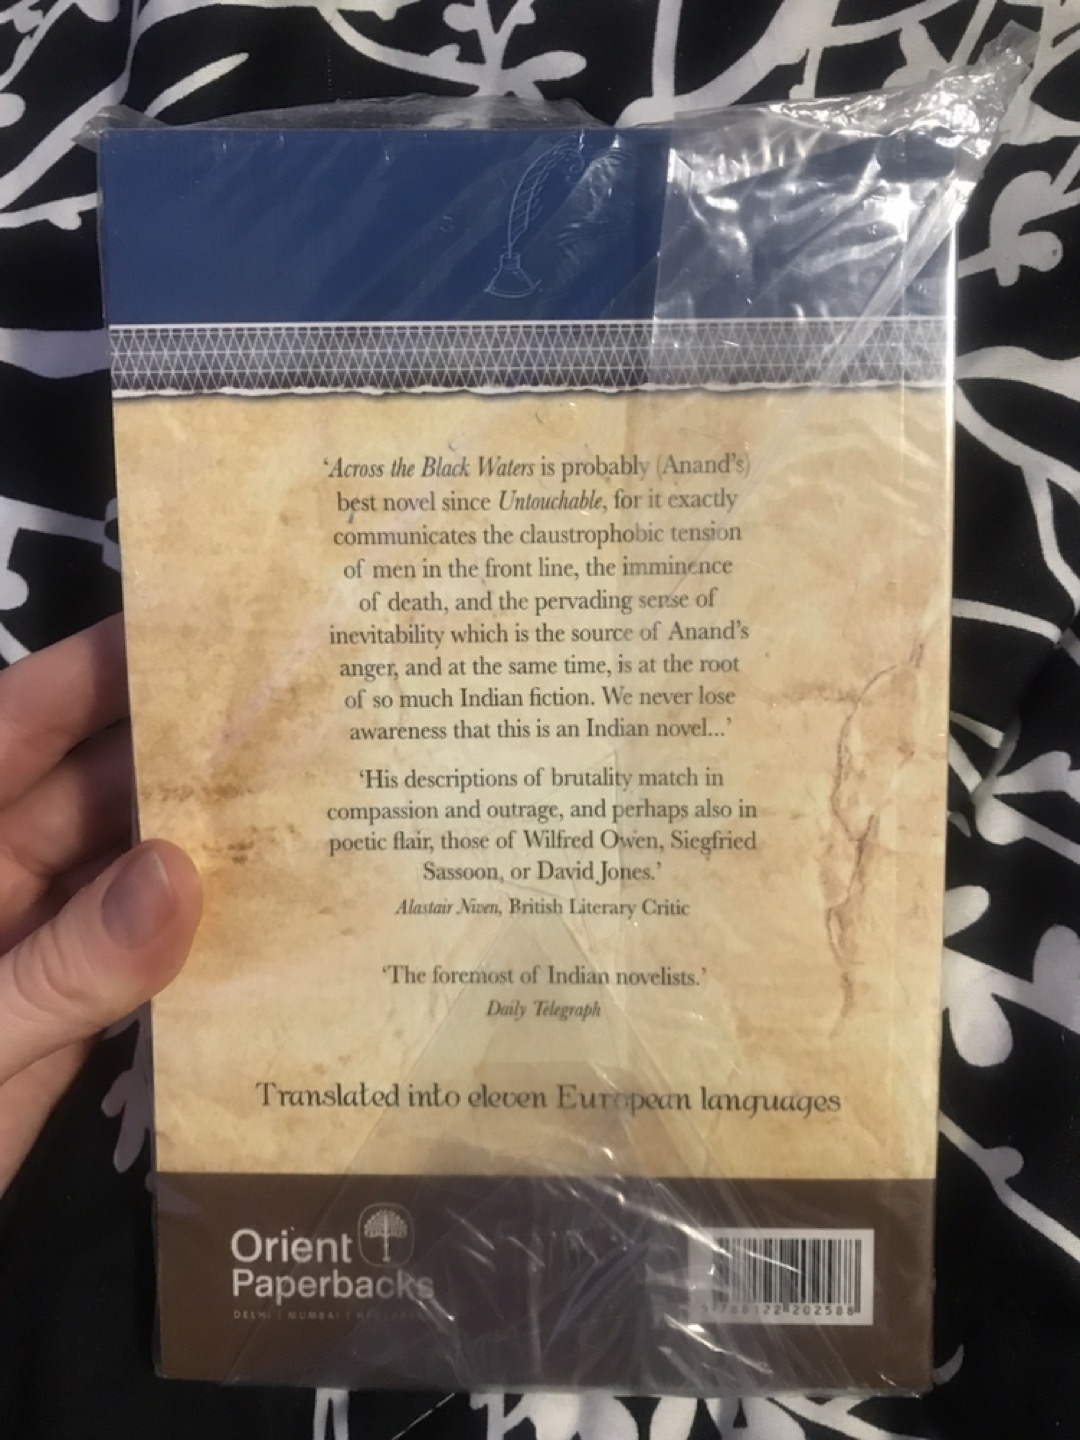 ‘Across the Black Waters is probably (Anand’s)
best novel since Untouchable, for it exactly
communicates the claustrophobic tension
of men in the front line, the imminence
of death, and the pervading sense of
inevitability which is the source of Anand’s
anger, and at the same time, is at the root
of so much Indian fiction. We never lose
awareness that this is an Indian novel...’
‘His descriptions of brutality match in
compassion and outrage, and perhaps also in
poetic flair, those of Wilfred Owen, Siegfried
Sassoon, or David Jones.’
Alastair Niven, British Literary Critic
‘The foremost of Indian novelists.’
Daily Telegraph
Translated into eleven European languages
Orient
Paperbacks
DELHI | MUMBAI |
9 788122 202588